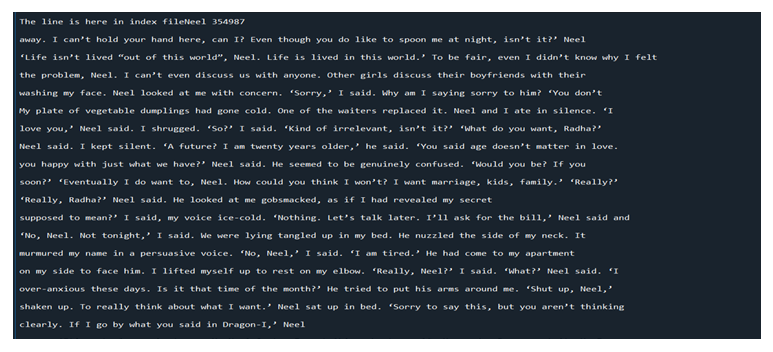 The line is here in index fileNeel 354987
away. I can’t hold your hand here, can I? Even though you do like to spoon me at night, isn’t it?’ Neel
‘Life isn’t lived “out of this world”, Neel. Life is lived in this world.’ To be fair, even I didn’t know why I felt
the problem, Neel. I can’t even discuss us with anyone. Other girls discuss their boyfriends with their
washing my face. Neel looked at me with concern. ‘Sorry,’ I said. Why am I saying sorry to him? ‘You don’t
My plate of vegetable dumplings had gone cold. One of the waiters replaced it. Neel and I ate in silence. ‘I
love you,’ Neel said. I shrugged. ‘So?’ I said. ‘Kind of irrelevant, isn’t it?’ ‘What do you want, Radha?’
Neel said. I kept silent. ‘A future? I am twenty years older,’ he said. ‘You said age doesn’t matter in love.
you happy with just what we have?’ Neel said. He seemed to be genuinely confused. ‘Would you be? If you
soon?’ ‘Eventually I do want to, Neel. How could you think I won’t? I want marriage, kids, family.’ ‘Really?’
‘Really, Radha?’ Neel said. He looked at me gobsmacked, as if I had revealed my secret
supposed to mean?’ I said, my voice ice-cold. ‘Nothing. Let’s talk later. I’ll ask for the bill,’ Neel said and
‘No, Neel. Not tonight,’ I said. We were lying tangled up in my bed. He nuzzled the side of my neck. It
murmured my name in a persuasive voice. ‘No, Neel,’ I said. ‘I am tired.’ He had come to my apartment
on my side to face him. I lifted myself up to rest on my elbow. ‘Really, Neel?’ I said. ‘What?’ Neel said. ‘I
over-anxious these days. Is it that time of the month?’ He tried to put his arms around me. ‘Shut up, Neel,’
shaken up. To really think about what I want.’ Neel sat up in bed. ‘Sorry to say this, but you aren’t thinking
clearly. If I go by what you said in Dragon-I,’ Neel